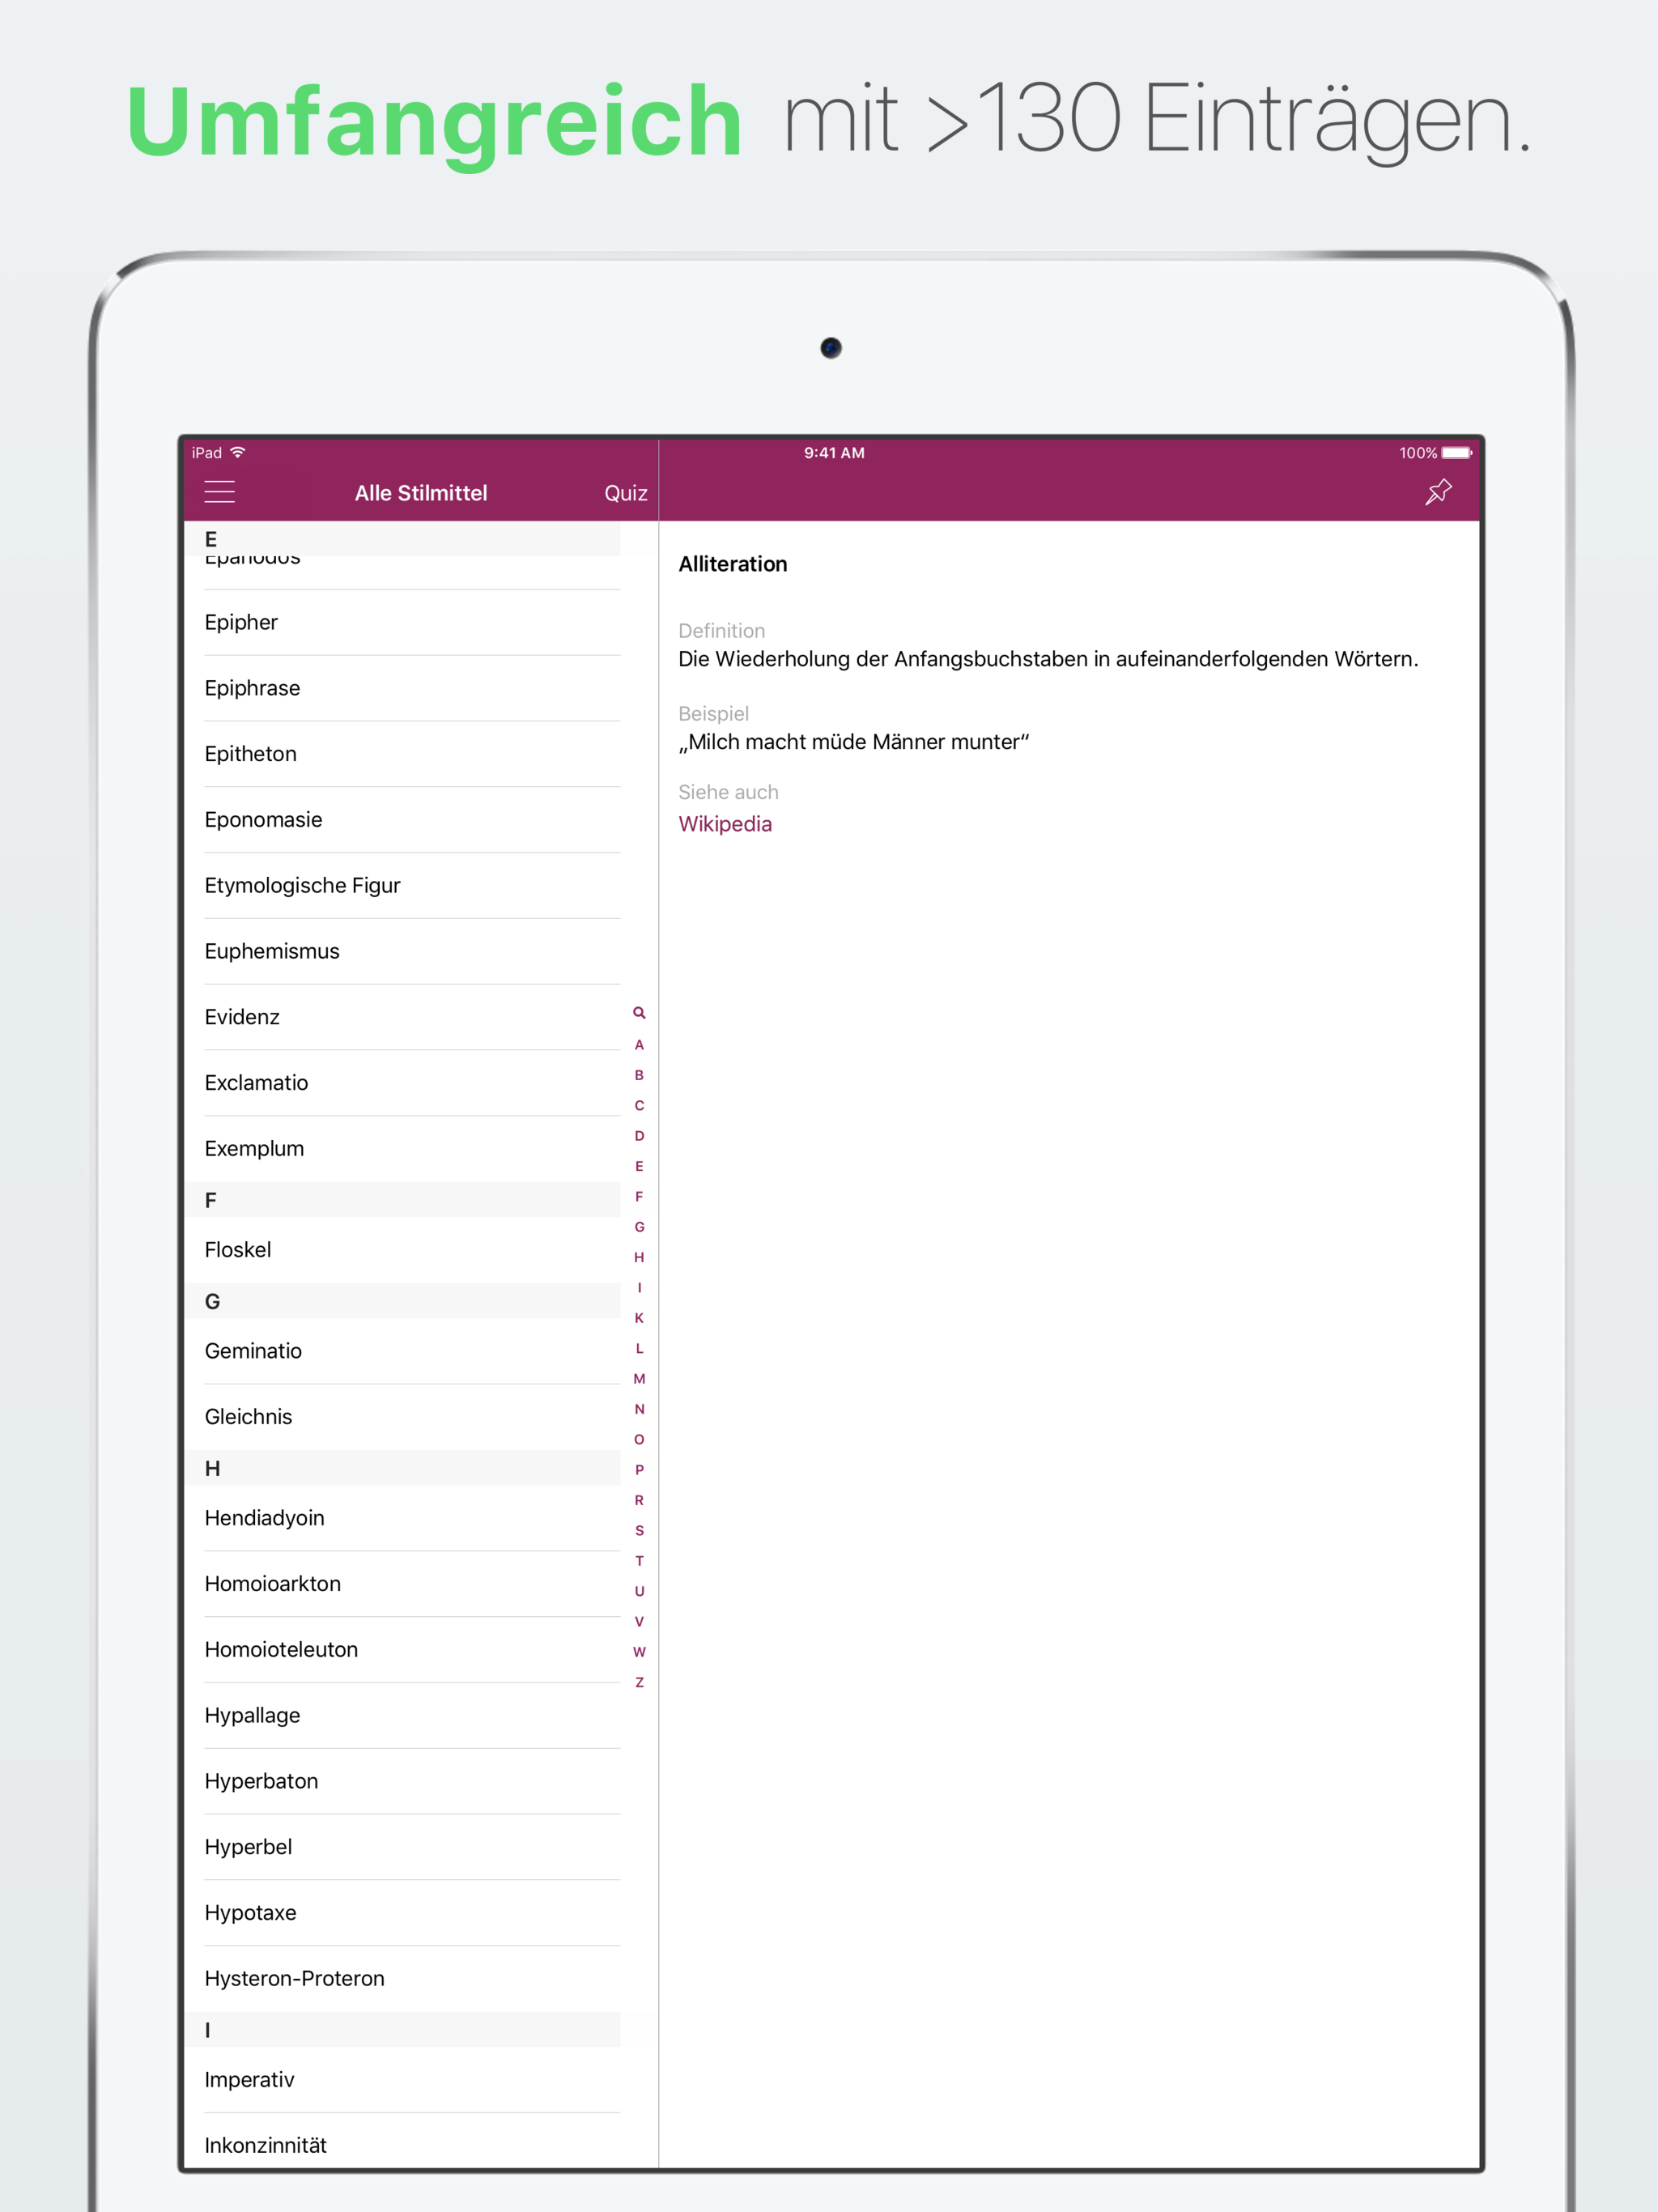 Umfangreich mit >130 Einträgen.
iPad 9:41 AM 100%
Alle Stilmittel Quiz
E
Epanodos
Epipher
Epiphrase
Epitheton
Eponomasie
Etymologische Figur
Euphemismus
Evidenz
Exclamatio
Exemplum
F
Floskel
G
Geminatio
Gleichnis
H
Hendiadyoin
Homoioarkton
Homoioteleuton
Hypallage
Hyperbaton
Hyperbel
Hypotaxe
Hysteron-Proteron
I
Imperativ
Inkonzinnität
A
B
C
D
E
F
G
H
I
K
L
M
N
O
P
R
S
T
U
V
W
Z
Alliteration
Definition
Die Wiederholung der Anfangsbuchstaben in aufeinanderfolgenden Wörtern.
Beispiel
„Milch macht müde Männer munter“
Siehe auch
Wikipedia